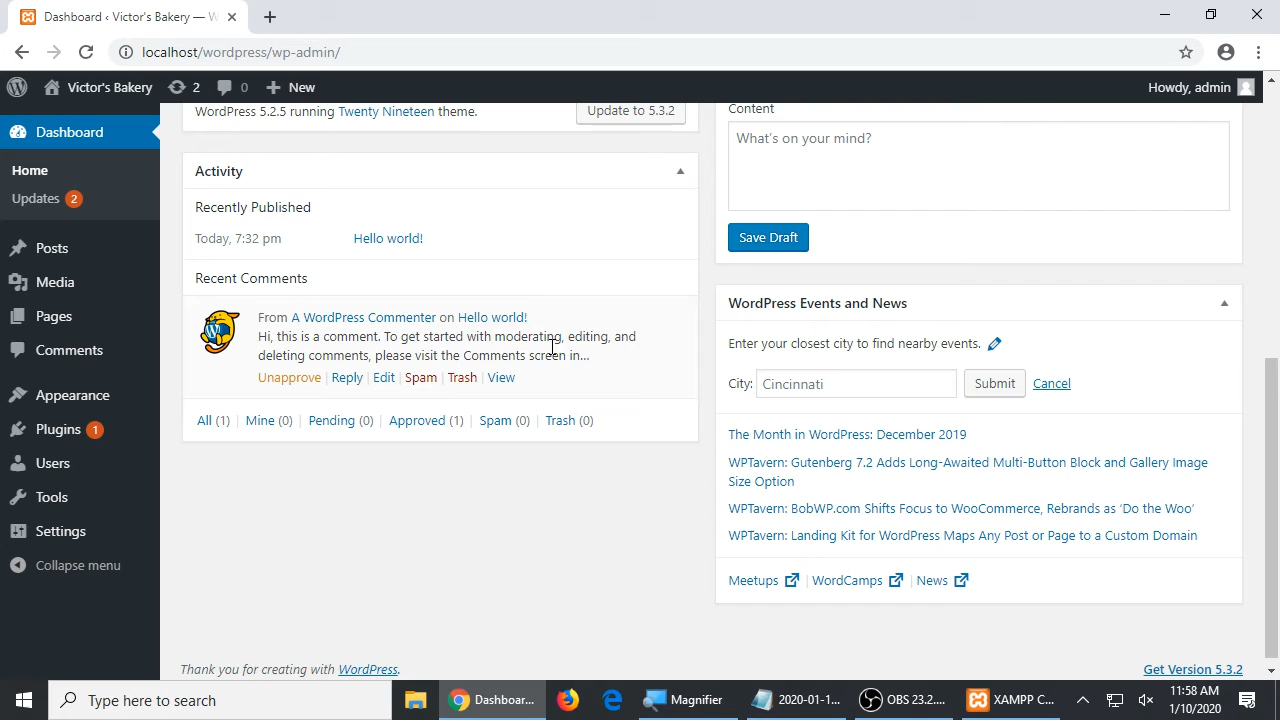 Dashboard ‹ Victor's Bakery — W
localhost/wordpress/wp-admin/
Victor's Bakery
2
0
New
Howdy, admin
Dashboard
Home
Updates 2
Posts
Media
Pages
Comments
Appearance
Plugins 1
Users
Tools
Settings
Collapse menu
WordPress 5.2.5 running Twenty Nineteen theme.
Update to 5.3.2
Activity
Recently Published
Today, 7:32 pm Hello world!
Recent Comments
From A WordPress Commenter on Hello world!
Hi, this is a comment. To get started with moderating, editing, and
deleting comments, please visit the Comments screen in...
Unapprove | Reply | Edit | Spam | Trash | View
All (1) | Mine (0) | Pending (0) | Approved (1) | Spam (0) | Trash (0)
Content
What's on your mind?
Save Draft
WordPress Events and News
Enter your closest city to find nearby events.
City: Cincinnati Submit Cancel
The Month in WordPress: December 2019
WPTavern: Gutenberg 7.2 Adds Long-Awaited Multi-Button Block and Gallery Image
Size Option
WPTavern: BobWP.com Shifts Focus to WooCommerce, Rebrands as ‘Do the Woo’
WPTavern: Landing Kit for WordPress Maps Any Post or Page to a Custom Domain
Meetups | WordCamps | News
Thank you for creating with WordPress.
Get Version 5.3.2
Type here to search
Dashboar...
Magnifier
2020-01-1...
OBS 23.2....
XAMPP C...
11:58 AM
1/10/2020